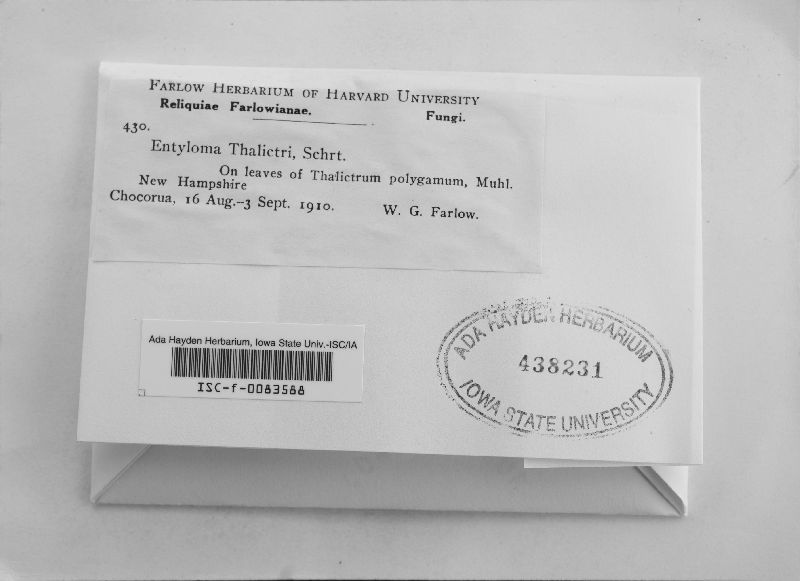 FARLOW HERBARIUM OF HARVARD UNIVERSITY
Reliquiae Farlowianae.
Fungi.
430.
Entyloma Thalictri, Schrt.
On leaves of Thalictrum polygamum, Muhl.
New Hampshire
Chocorua, 16 Aug.–3 Sept. 1910. W. G. Farlow.
Ada Hayden Herbarium, Iowa State Univ.-ISC/IA
ISC-f-0083588
ADA HAYDEN HERBARIUM
438231
IOWA STATE UNIVERSITY